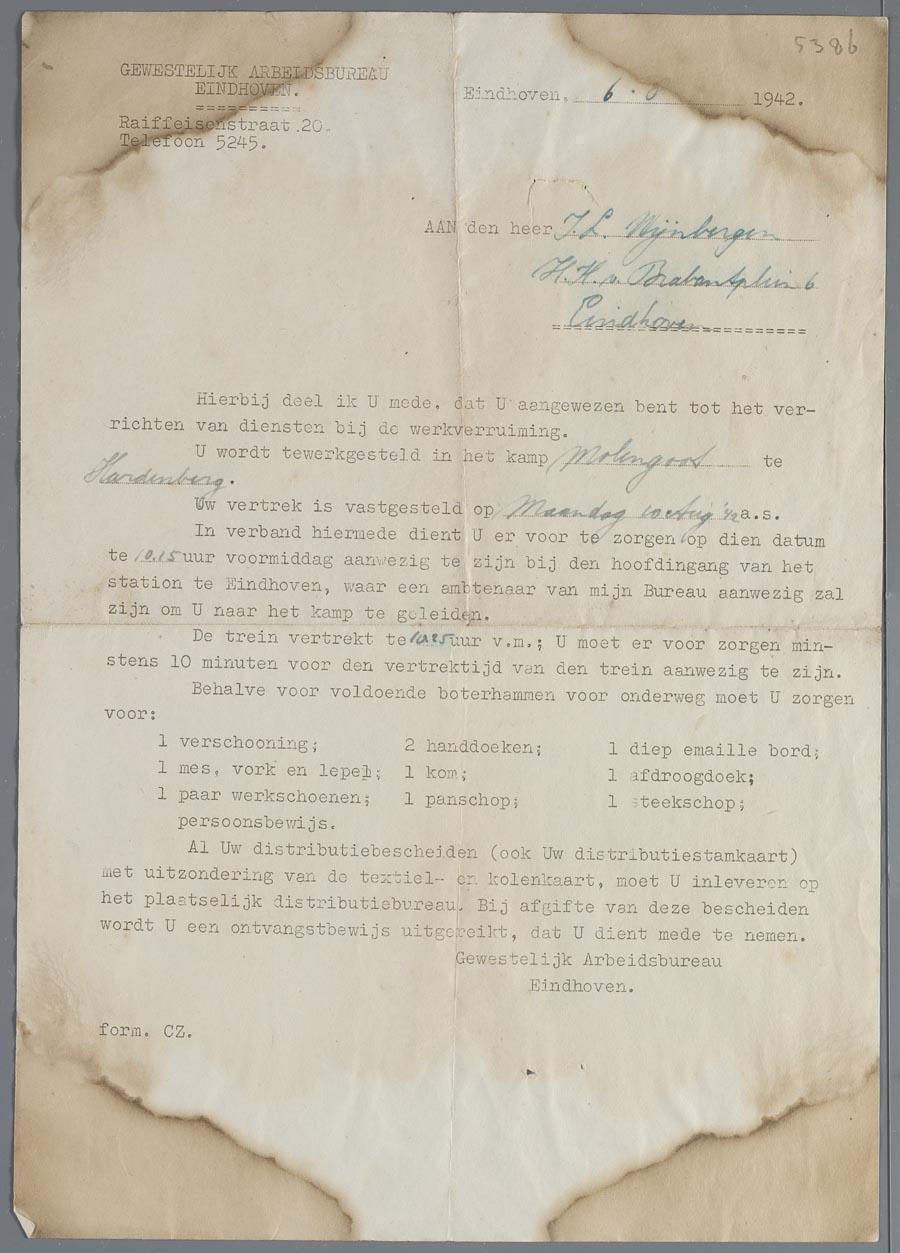 5386
GEWESTELIJK ARBEIDSBUREAU
EINDHOVEN.
==========
Raiffeisenstraat 20.
Telefoon 5245.
Eindhoven, 6 · 8 1942.
AAN den heer J.L. Wijnbergen
H.H. v. Brabantplein 6
Eindhoven
Hierbij deel ik U mede, dat U aangewezen bent tot het ver-
richten van diensten bij de werkverruiming.
U wordt tewerkgesteld in het kamp Molengoot te
Hardenberg.
Uw vertrek is vastgesteld op Maandag 10 Aug '42 a.s.
In verband hiermede dient U er voor te zorgen op dien datum
te 10.15 uur voormiddag aanwezig te zijn bij den hoofdingang van het
station te Eindhoven, waar een ambtenaar van mijn Bureau aanwezig zal
zijn om U naar het kamp te geleiden.
De trein vertrekt te 10.25 uur v.m.; U moet er voor zorgen min-
stens 10 minuten voor den vertrektijd van den trein aanwezig te zijn.
Behalve voor voldoende boterhammen voor onderweg moet U zorgen
voor:
1 verschooning; 2 handdoeken; 1 diep emaille bord;
1 mes, vork en lepel; 1 kom; 1 afdroogdoek;
1 paar werkschoenen; 1 panschop; 1 steekschop;
persoonsbewijs.
Al Uw distributiebescheiden (ook Uw distributiestamkaart)
met uitzondering van de textiel- en kolenkaart, moet U inleveren op
het plaatselijk distributiebureau. Bij afgifte van deze bescheiden
wordt U een ontvangstbewijs uitgereikt, dat U dient mede te nemen.
Gewestelijk Arbeidsbureau
Eindhoven.
form. CZ.